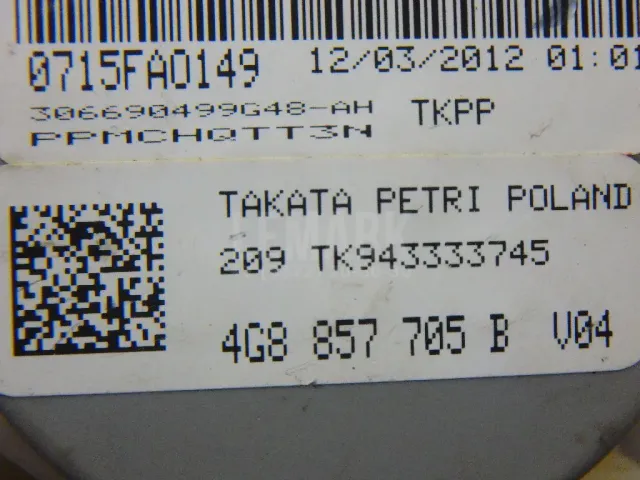 0715FA0149 12/03/2012 01:01
306690499G48-AH TKPP
PPMCHQTT3N
TAKATA PETRI POLAND
209 TK943333745
4G8 857 705 B V04